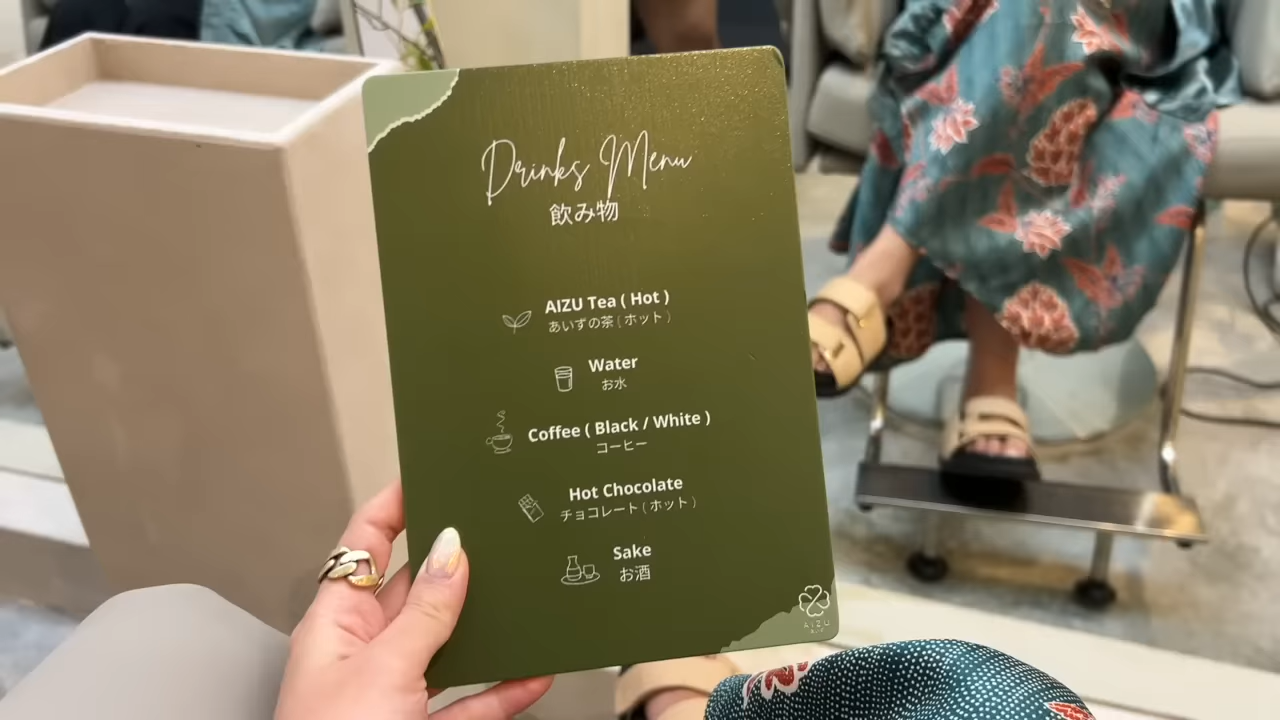 Drinks Menu
飲み物
AIZU Tea ( Hot )
あいずの茶 ( ホット )
Water
お水
Coffee ( Black / White )
コーヒー
Hot Chocolate
チョコレート ( ホット )
Sake
お酒
AIZU